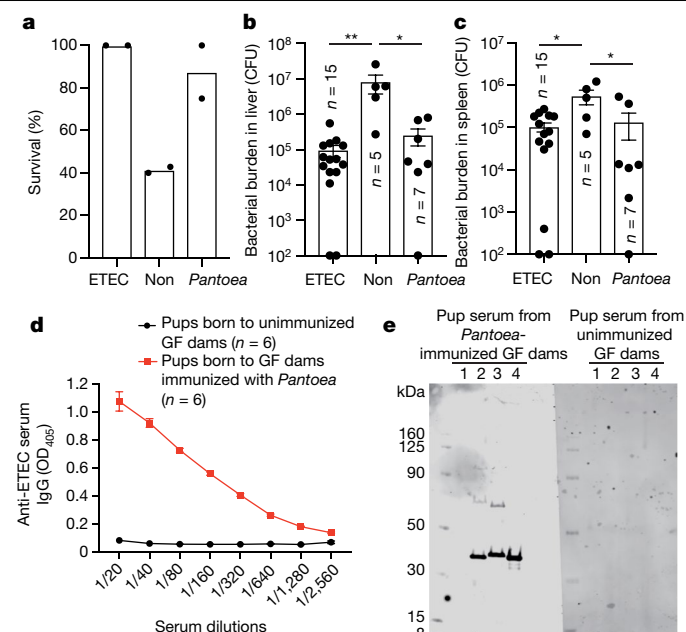 a
Survival (%)
100
80
60
40
20
0
ETEC Non Pantoea
b
Bacterial burden in liver (CFU)
10⁸
10⁷
10⁶
10⁵
10⁴
10³
10²
** *
n = 15
n = 5
n = 7
ETEC Non Pantoea
c
Bacterial burden in spleen (CFU)
10⁷
10⁶
10⁵
10⁴
10³
10²
* *
n = 15
n = 5
n = 7
ETEC Non Pantoea
d
Pups born to unimmunized
GF dams (n = 6)
Pups born to GF dams
immunized with Pantoea
(n = 6)
Anti-ETEC serum
IgG (OD₄₀₅)
1.2
1.0
0.8
0.6
0.4
0.2
0
1/20 1/40 1/80 1/160 1/320 1/640 1/1,280 1/2,560
Serum dilutions
e
Pup serum from
Pantoea-
immunized GF dams
Pup serum from
unimmunized
GF dams
1 2 3 4 1 2 3 4
kDa
160
125
90
50
30
15